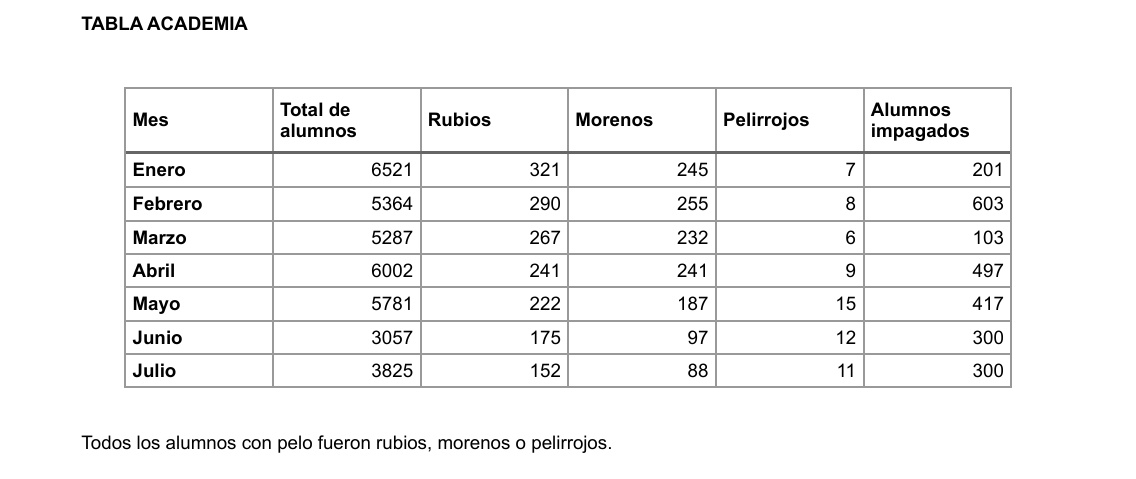 TABLA ACADEMIA
Mes Total de alumnos Rubios Morenos Pelirrojos Alumnos impagados
Enero 6521 321 245 7 201
Febrero 5364 290 255 8 603
Marzo 5287 267 232 6 103
Abril 6002 241 241 9 497
Mayo 5781 222 187 15 417
Junio 3057 175 97 12 300
Julio 3825 152 88 11 300
Todos los alumnos con pelo fueron rubios, morenos o pelirrojos.